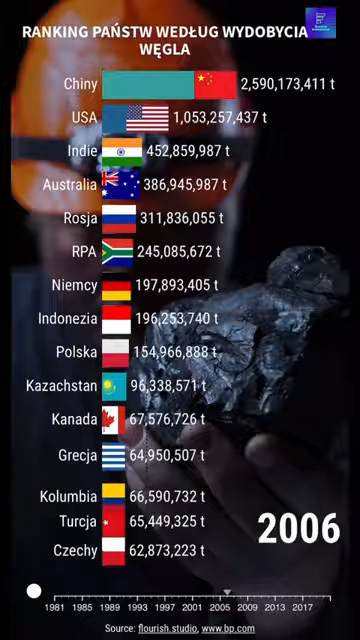 RANKING PAŃSTW WEDŁUG WYDOBYCIA
WĘGLA
Chiny 2,590,173,411 t
USA 1,053,257,437 t
Indie 452,859,987 t
Australia 386,945,987 t
Rosja 311,836,055 t
RPA 245,085,672 t
Niemcy 197,893,405 t
Indonezja 196,253,740 t
Polska 154,966,888 t
Kazachstan 96,338,571 t
Kanada 67,576,726 t
Grecja 64,950,507 t
Kolumbia 66,590,732 t
Turcja 65,449,325 t
Czechy 62,873,223 t
2006
1981 1985 1989 1993 1997 2001 2005 2009 2013 2017
Source: flourish.studio, www.bp.com